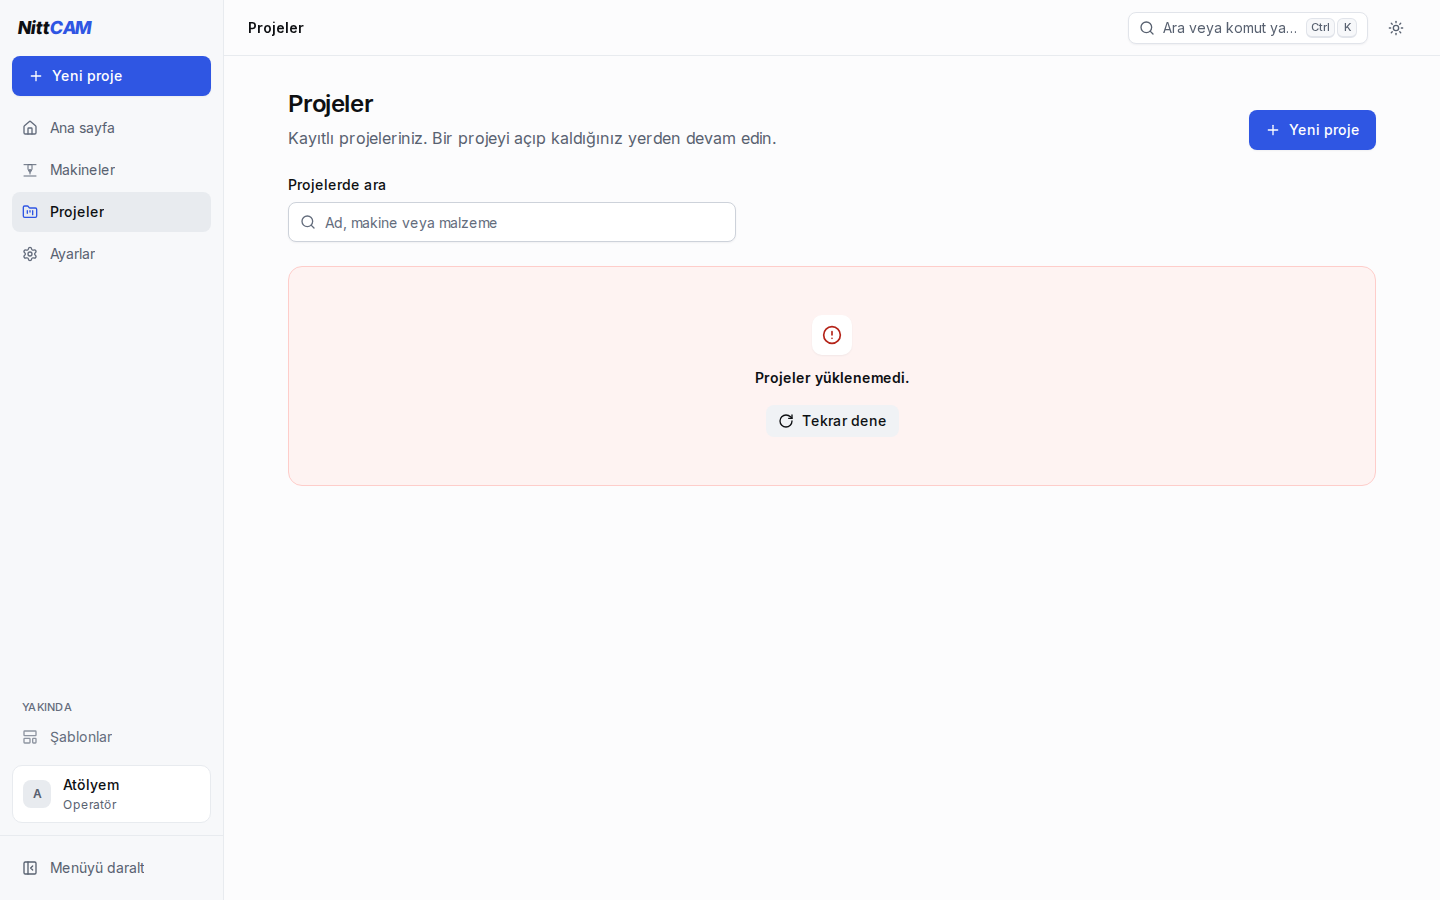 NittCAM
Yeni proje
Ana sayfa
Makineler
Projeler
Ayarlar
YAKINDA
Şablonlar
A
Atölyem
Operatör
Menüyü daralt
Projeler
Ara veya komut ya... Ctrl K
Projeler
Kayıtlı projeleriniz. Bir projeyi açıp kaldığınız yerden devam edin.
Yeni proje
Projelerde ara
Ad, makine veya malzeme
Projeler yüklenemedi.
Tekrar dene